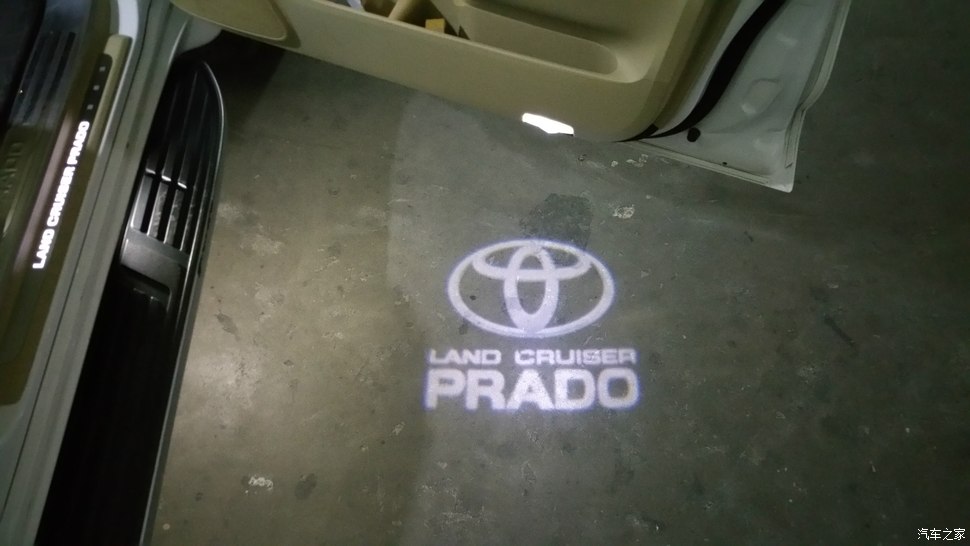 LAND CRUISER PRADO
LAND CRUISER
PRADO
汽车之家